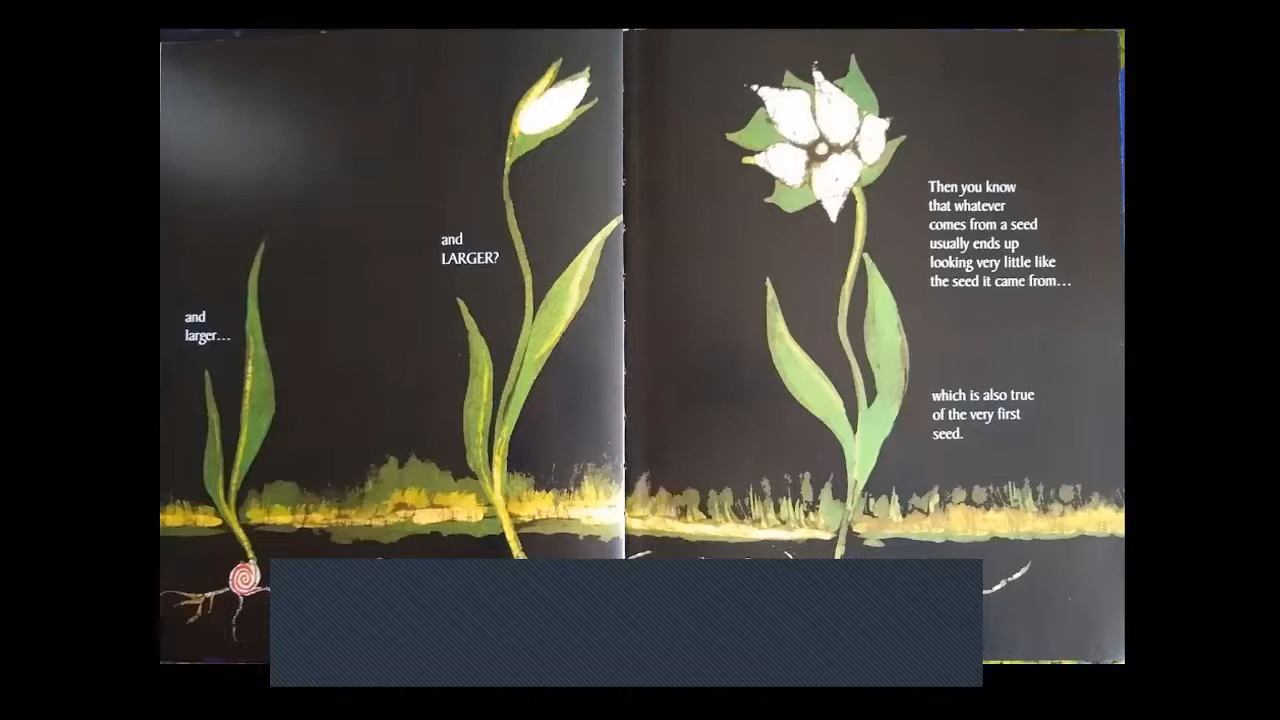 and
larger...
and
LARGER?
Then you know
that whatever
comes from a seed
usually ends up
looking very little like
the seed it came from...
which is also true
of the very first
seed.